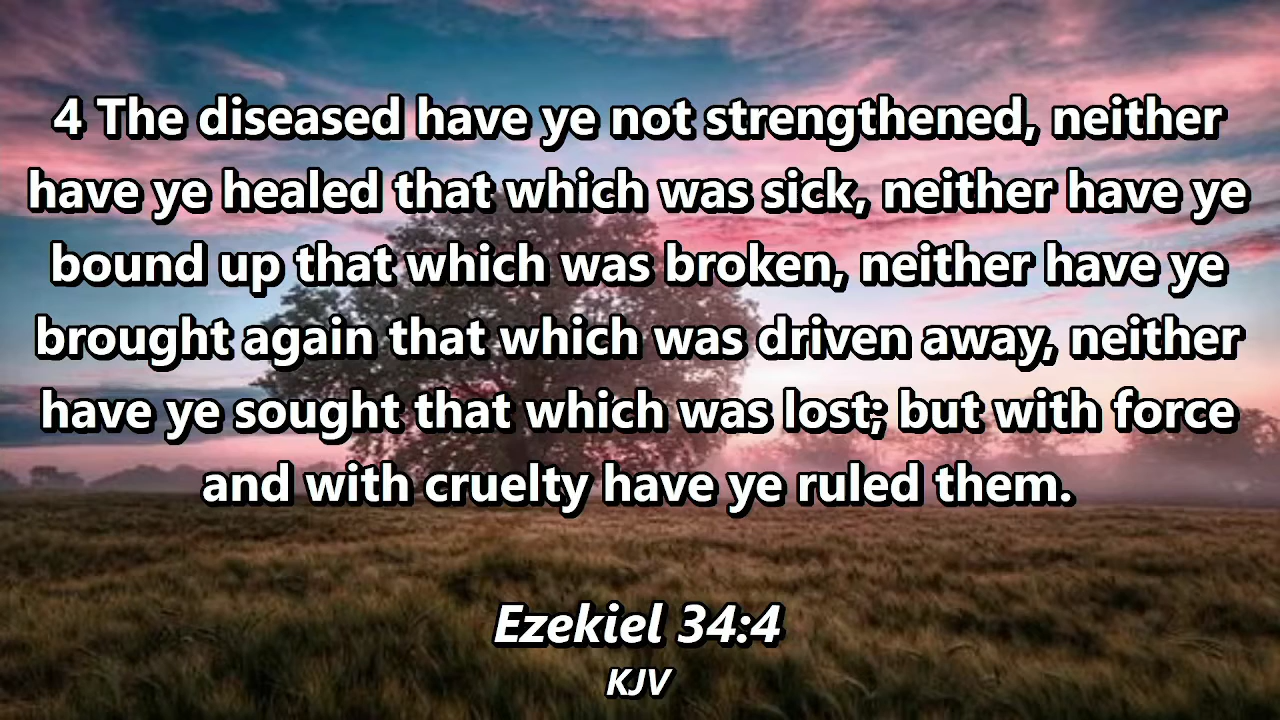 4 The diseased have ye not strengthened, neither
have ye healed that which was sick, neither have ye
bound up that which was broken, neither have ye
brought again that which was driven away, neither
have ye sought that which was lost; but with force
and with cruelty have ye ruled them.
Ezekiel 34:4
KJV